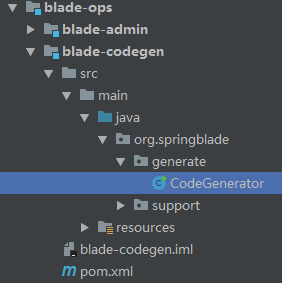 blade-ops
blade-admin
blade-codegen
src
main
java
org.springblade
generate
CodeGenerator
support
resources
blade-codegen.iml
pom.xml